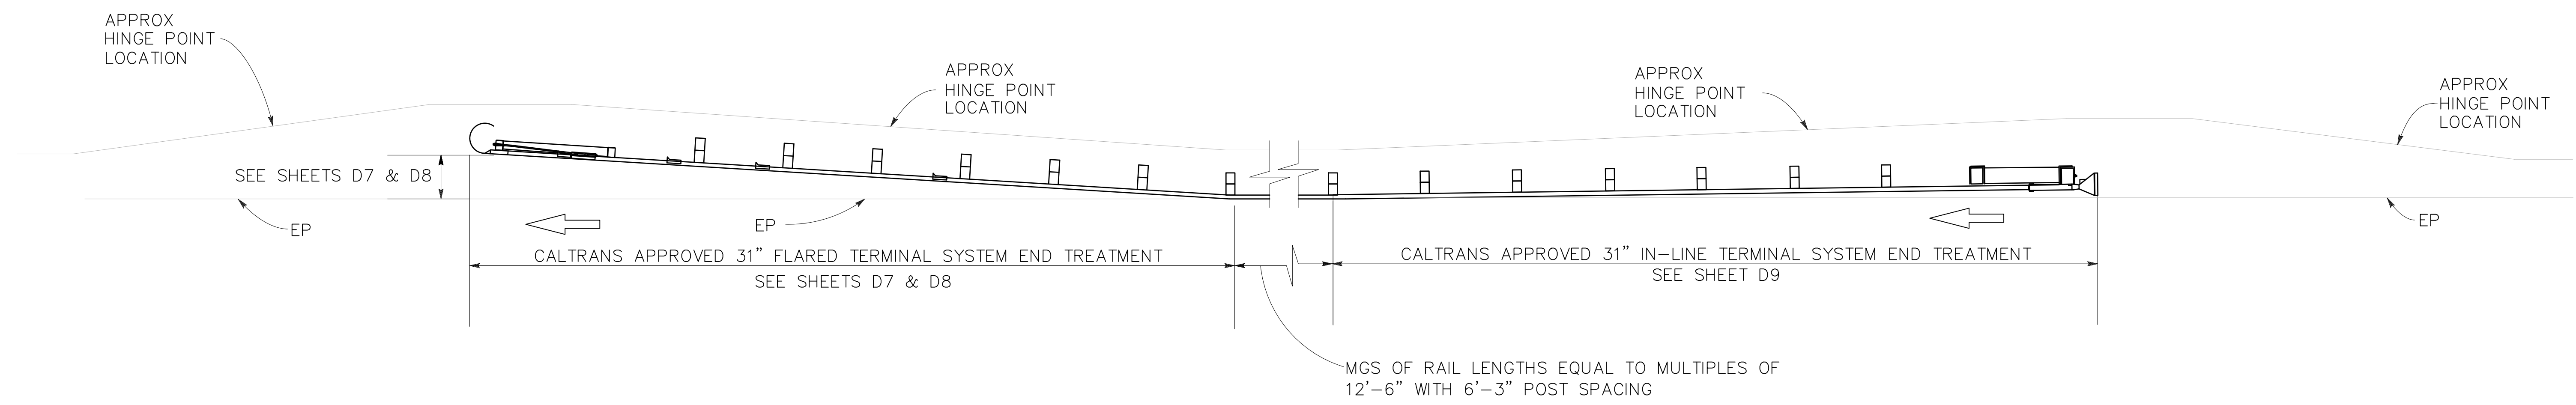 APPROX
HINGE POINT
LOCATION
APPROX
HINGE POINT
LOCATION
APPROX
HINGE POINT
LOCATION
APPROX
HINGE POINT
LOCATION
SEE SHEETS D7 & D8
EP
EP
EP
CALTRANS APPROVED 31" FLARED TERMINAL SYSTEM END TREATMENT
SEE SHEETS D7 & D8
CALTRANS APPROVED 31" IN-LINE TERMINAL SYSTEM END TREATMENT
SEE SHEET D9
MGS OF RAIL LENGTHS EQUAL TO MULTIPLES OF
12'-6" WITH 6'-3" POST SPACING